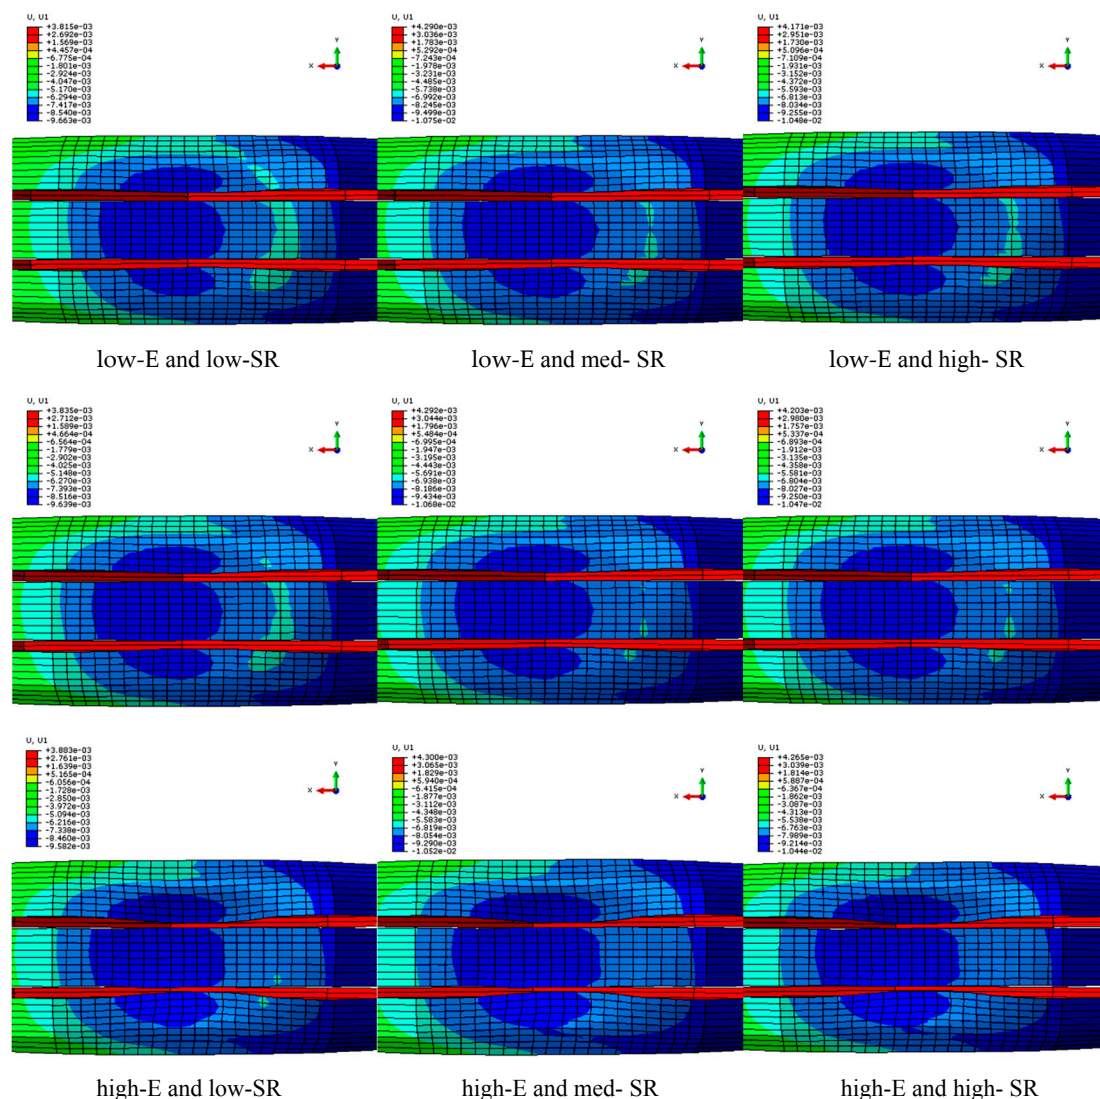 U, U1
+3.815e-03
+2.692e-03
+1.569e-03
+4.457e-04
-6.775e-04
-1.801e-03
-2.924e-03
-4.047e-03
-5.170e-03
-6.294e-03
-7.417e-03
-8.540e-03
-9.663e-03
Y
X
U, U1
+4.290e-03
+3.036e-03
+1.783e-03
+5.292e-04
-7.243e-04
-1.978e-03
-3.231e-03
-4.485e-03
-5.738e-03
-6.992e-03
-8.245e-03
-9.499e-03
-1.075e-02
Y
X
U, U1
+4.171e-03
+2.951e-03
+1.730e-03
+5.096e-04
-7.109e-04
-1.931e-03
-3.152e-03
-4.372e-03
-5.593e-03
-6.813e-03
-8.034e-03
-9.255e-03
-1.048e-02
Y
X
low-E and low-SR
low-E and med- SR
low-E and high- SR
U, U1
+3.835e-03
+2.712e-03
+1.589e-03
+4.664e-04
-6.564e-04
-1.779e-03
-2.902e-03
-4.025e-03
-5.148e-03
-6.270e-03
-7.393e-03
-8.516e-03
-9.639e-03
Y
X
U, U1
+4.292e-03
+3.044e-03
+1.796e-03
+5.484e-04
-6.995e-04
-1.947e-03
-3.195e-03
-4.443e-03
-5.691e-03
-6.938e-03
-8.186e-03
-9.434e-03
-1.068e-02
Y
X
U, U1
+4.203e-03
+2.980e-03
+1.757e-03
+5.337e-04
-6.893e-04
-1.912e-03
-3.135e-03
-4.358e-03
-5.581e-03
-6.804e-03
-8.027e-03
-9.250e-03
-1.047e-02
Y
X
U, U1
+3.883e-03
+2.761e-03
+1.639e-03
+5.165e-04
-6.056e-04
-1.728e-03
-2.850e-03
-3.972e-03
-5.094e-03
-6.216e-03
-7.338e-03
-8.460e-03
-9.582e-03
Y
X
U, U1
+4.300e-03
+3.065e-03
+1.829e-03
+5.940e-04
-6.415e-04
-1.877e-03
-3.112e-03
-4.348e-03
-5.583e-03
-6.819e-03
-8.054e-03
-9.290e-03
-1.052e-02
Y
X
U, U1
+4.265e-03
+3.039e-03
+1.814e-03
+5.887e-04
-6.367e-04
-1.862e-03
-3.087e-03
-4.313e-03
-5.538e-03
-6.763e-03
-7.989e-03
-9.214e-03
-1.044e-02
Y
X
high-E and low-SR
high-E and med- SR
high-E and high- SR